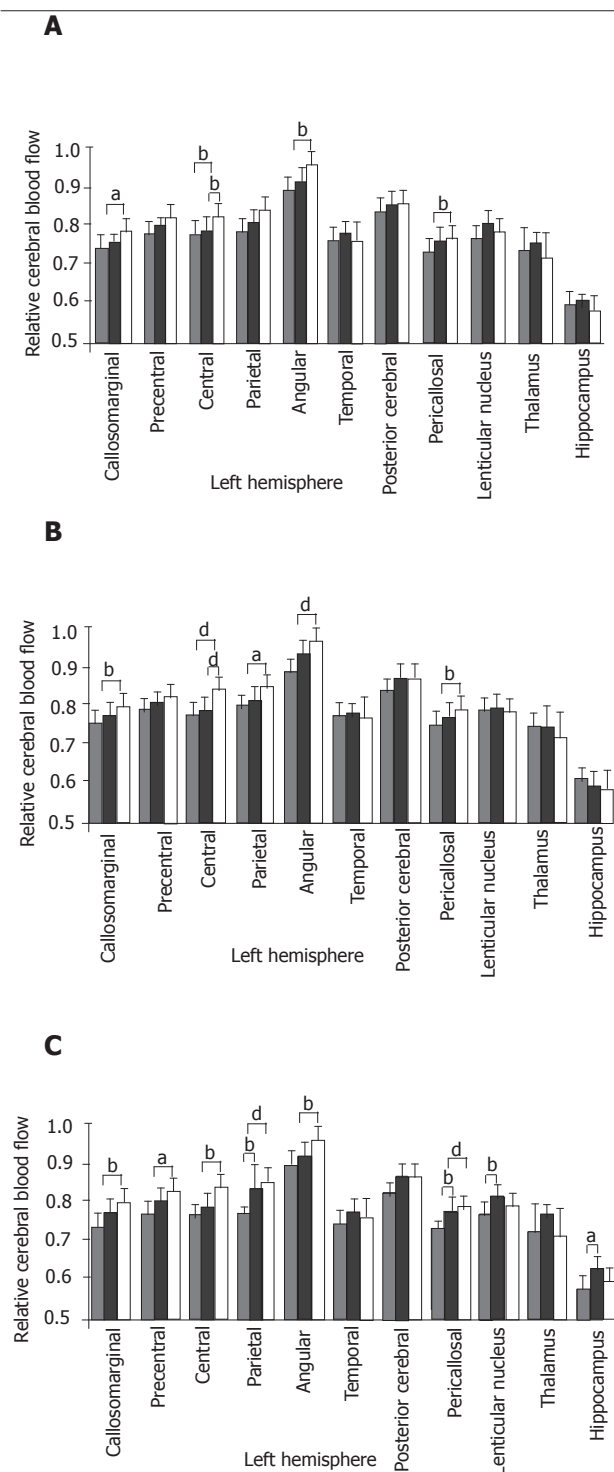 A
b
b
b
b
a
1.0
0.9
0.8
0.7
0.6
0.5
Relative cerebral blood flow
Callosomarginal
Precentral
Central
Parietal
Angular
Temporal
Posterior cerebral
Pericallosal
Lenticular nucleus
Thalamus
Hippocampus
Left hemisphere
B
d
d
d
a
b
b
1.0
0.9
0.8
0.7
0.6
0.5
Relative cerebral blood flow
Callosomarginal
Precentral
Central
Parietal
Angular
Temporal
Posterior cerebral
Pericallosal
Lenticular nucleus
Thalamus
Hippocampus
Left hemisphere
C
b
d
b
a
b
b
d
b
b
a
1.0
0.9
0.8
0.7
0.6
0.5
Relative cerebral blood flow
Callosomarginal
Precentral
Central
Parietal
Angular
Temporal
Posterior cerebral
Pericallosal
Lenticular nucleus
Thalamus
Hippocampus
Left hemisphere